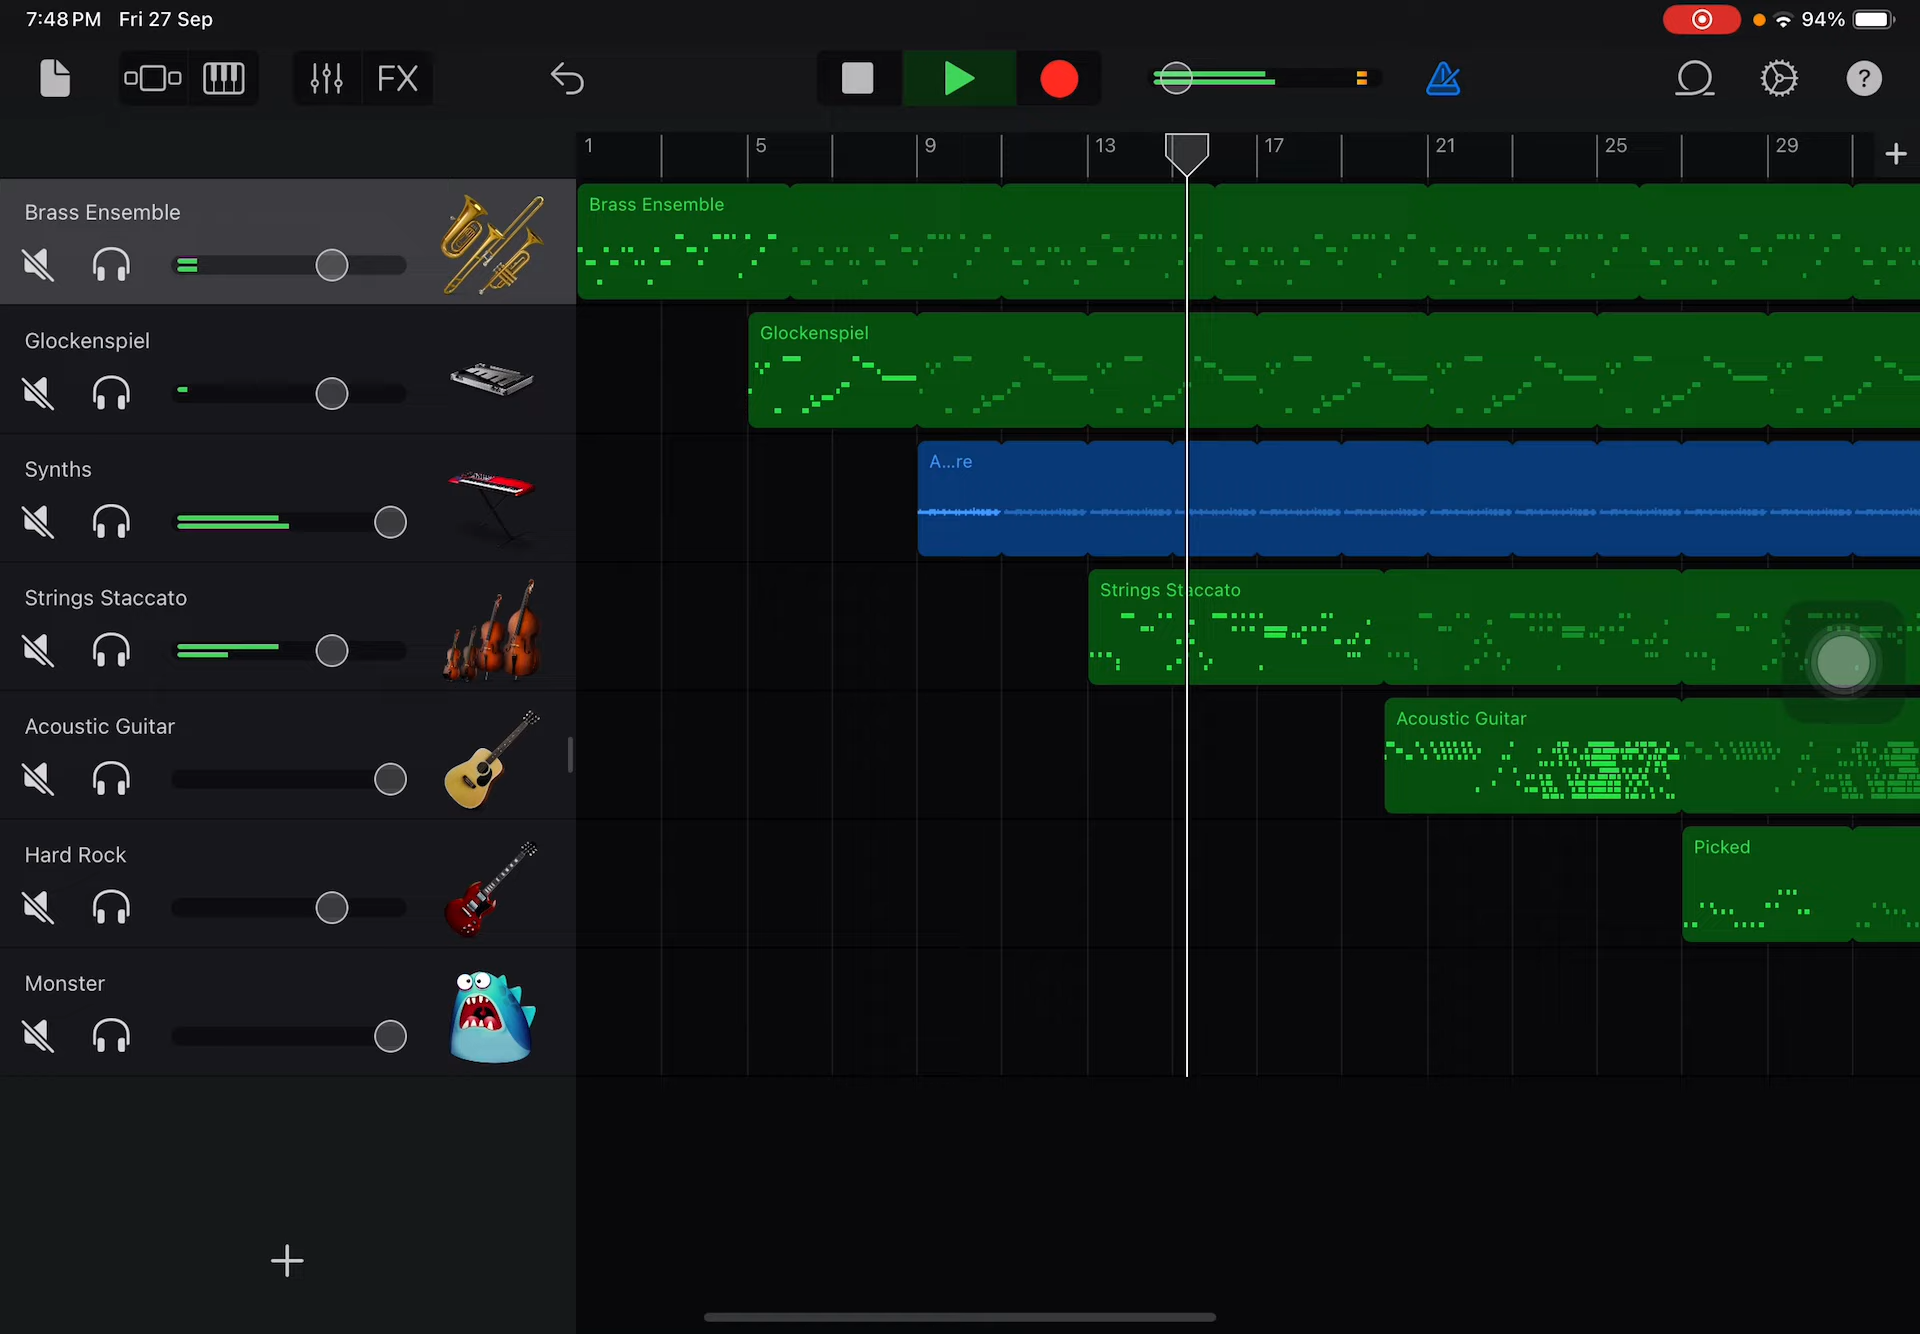 7:48 PM Fri 27 Sep
94%
FX
?
1 5 9 13 17 21 25 29
Brass Ensemble
Brass Ensemble
Glockenspiel
Glockenspiel
Synths
A...re
Strings Staccato
Strings Staccato
Acoustic Guitar
Acoustic Guitar
Hard Rock
Picked
Monster